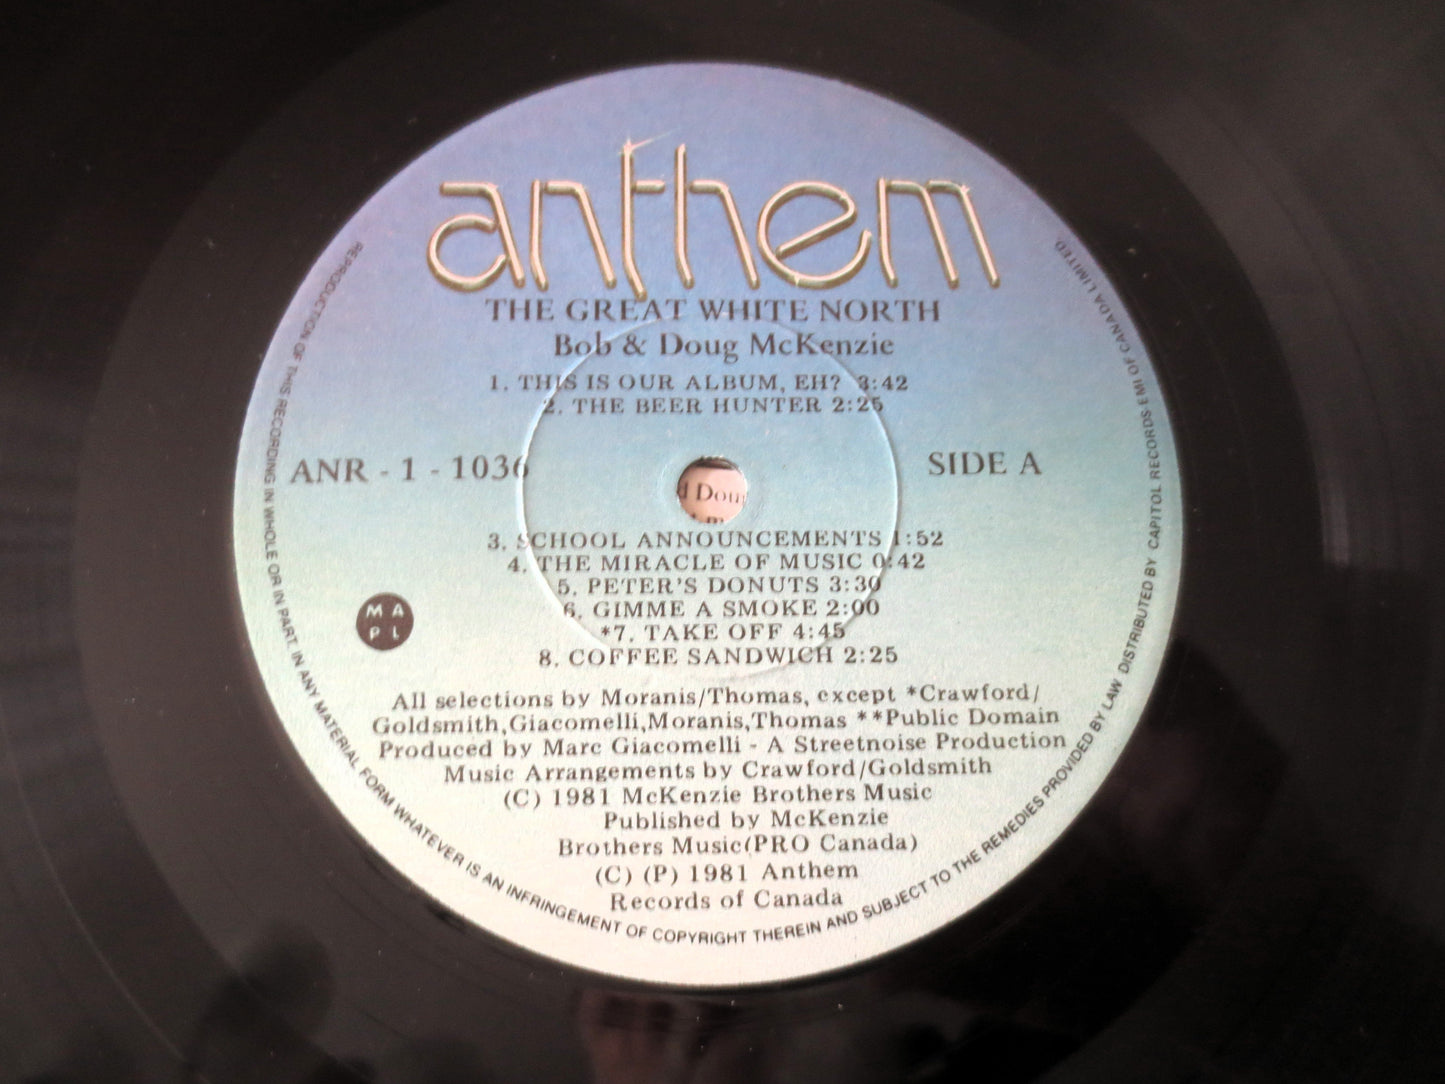 anthem
THE GREAT WHITE NORTH
Bob & Doug McKenzie
1. THIS IS OUR ALBUM, EH? 3:42
2. THE BEER HUNTER 2:25
ANR - 1 - 1036
SIDE A
d Doug
3. SCHOOL ANNOUNCEMENTS 1:52
4. THE MIRACLE OF MUSIC 0:42
5. PETER'S DONUTS 3:30
6. GIMME A SMOKE 2:00
*7. TAKE OFF 4:45
8. COFFEE SANDWICH 2:25
M A
P L
All selections by Moranis/Thomas, except *Crawford/
Goldsmith,Giacomelli,Moranis,Thomas **Public Domain
Produced by Marc Giacomelli - A Streetnoise Production
Music Arrangements by Crawford/Goldsmith
(C) 1981 McKenzie Brothers Music
Published by McKenzie
Brothers Music(PRO Canada)
(C) (P) 1981 Anthem
Records of Canada
REPRODUCTION OF THIS RECORDING IN WHOLE OR IN PART, IN ANY MATERIAL FORM WHATEVER IS AN INFRINGEMENT OF COPYRIGHT THEREIN AND SUBJECT TO THE REMEDIES PROVIDED BY LAW DISTRIBUTED BY CAPITOL RECORDS-EMI OF CANADA LIMITED.